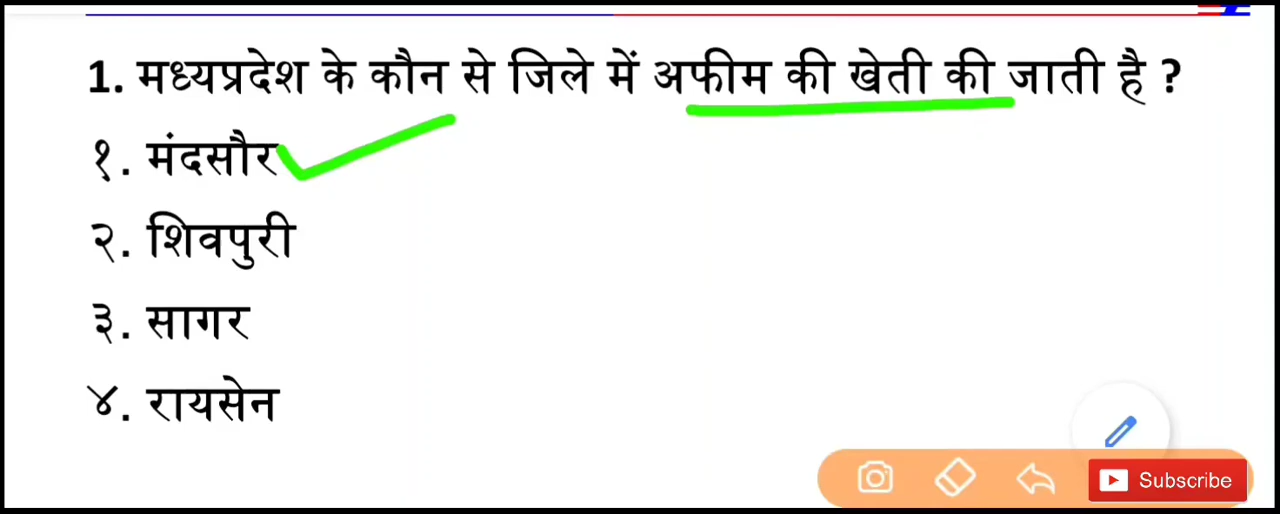 1. मध्यप्रदेश के कौन से जिले में अफीम की खेती की जाती है ?
१. मंदसौर
२. शिवपुरी
३. सागर
४. रायसेन
Subscribe